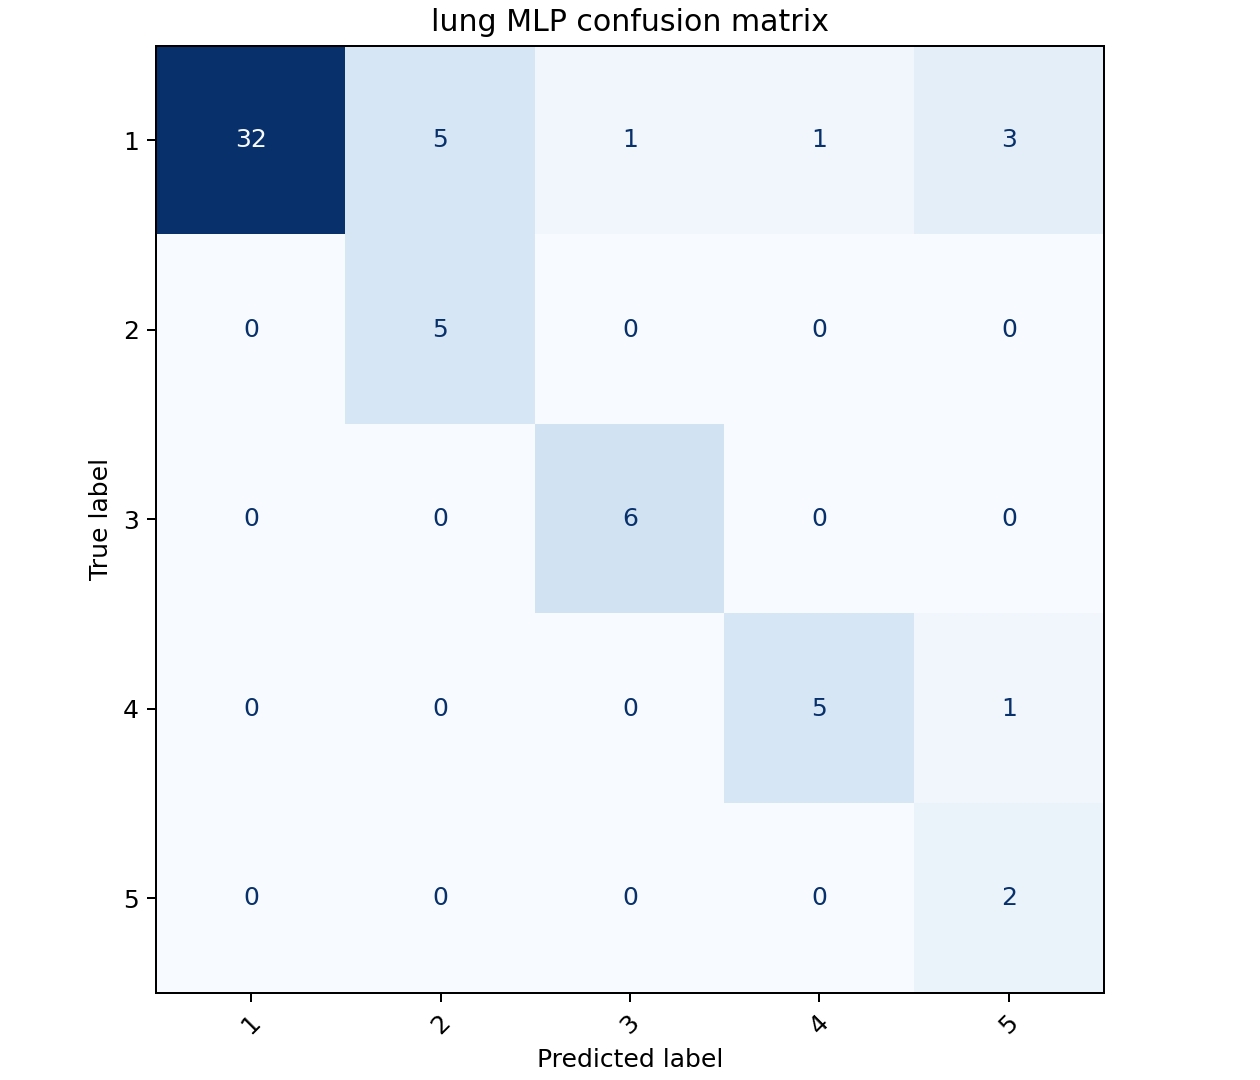 lung MLP confusion matrix
1 32 5 1 1 3
2 0 5 0 0 0
3 0 0 6 0 0
4 0 0 0 5 1
5 0 0 0 0 2
True label
1 2 3 4 5
Predicted label